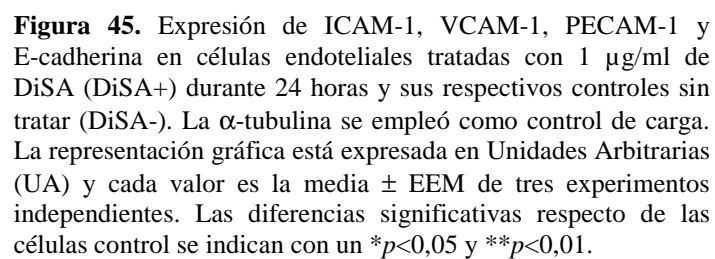 Figura 45. Expresión de ICAM-1, VCAM-1, PECAM-1 y
E-cadherina en células endoteliales tratadas con 1 µg/ml de
DiSA (DiSA+) durante 24 horas y sus respectivos controles sin
tratar (DiSA-). La α-tubulina se empleó como control de carga.
La representación gráfica está expresada en Unidades Arbitrarias
(UA) y cada valor es la media ± EEM de tres experimentos
independientes. Las diferencias significativas respecto de las
células control se indican con un *p<0,05 y **p<0,01.